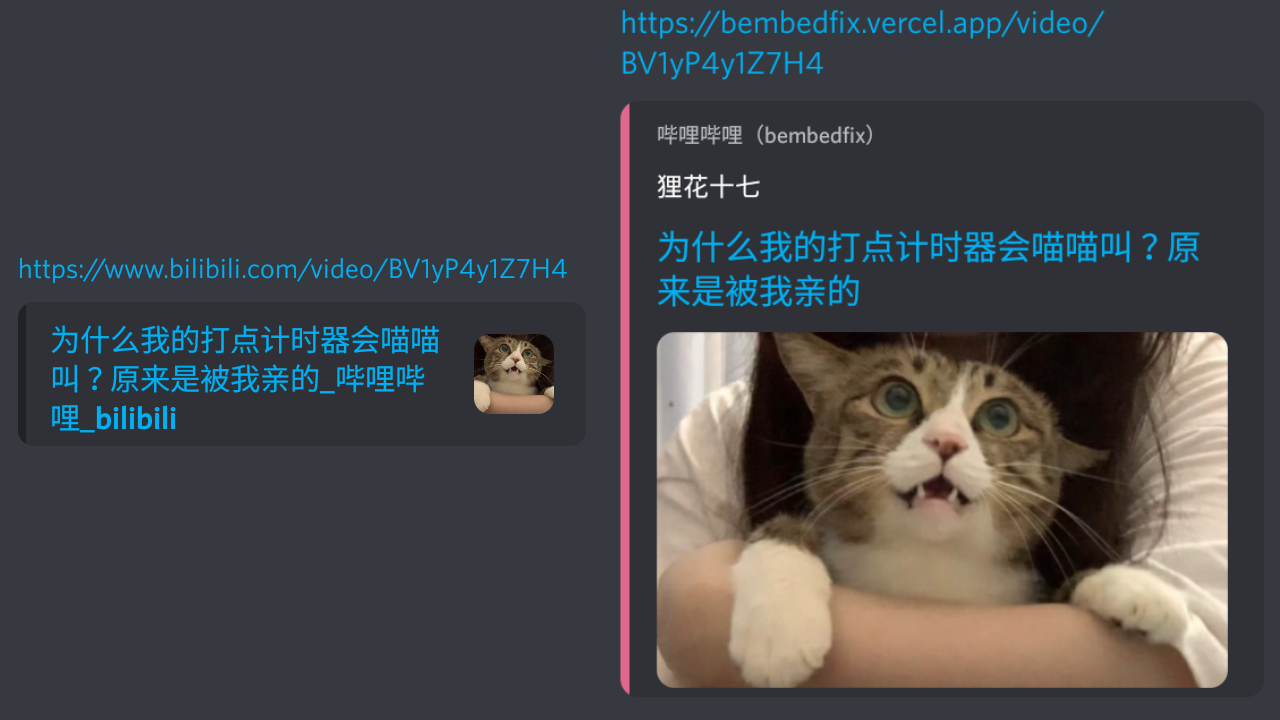 https://www.bilibili.com/video/BV1yP4y1Z7H4
为什么我的打点计时器会喵喵
叫？原来是被我亲的_哔哩哔
哩_bilibili
https://bembedfix.vercel.app/video/
BV1yP4y1Z7H4
哔哩哔哩（bembedfix）
狸花十七
为什么我的打点计时器会喵喵叫？原
来是被我亲的